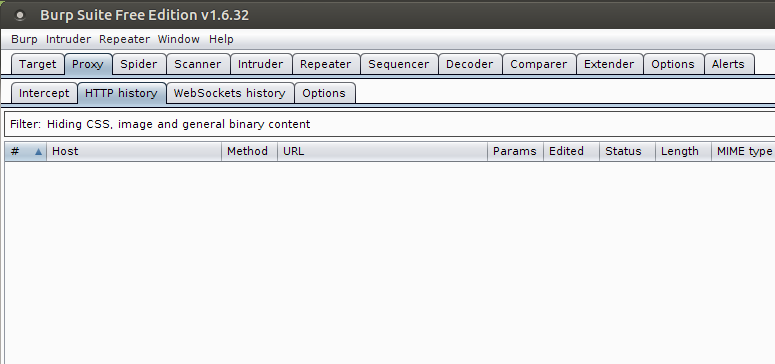 Burp Suite Free Edition v1.6.32
Burp Intruder Repeater Window Help
Target Proxy Spider Scanner Intruder Repeater Sequencer Decoder Comparer Extender Options Alerts
Intercept HTTP history WebSockets history Options
Filter: Hiding CSS, image and general binary content
# Host Method URL Params Edited Status Length MIME type